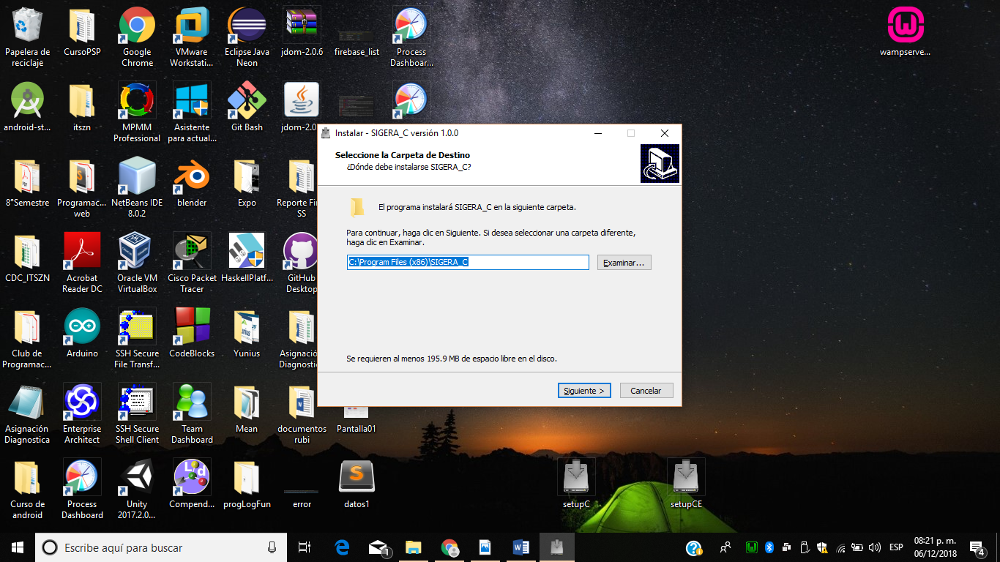 Papelera de
reciclaje
CursoPSP
Google
Chrome
VMware
Workstati...
Eclipse Java
Neon
jdom-2.0.6
firebase_list
Process
Dashboar...
wampserve...
android-st...
itszn
MPMM
Professional
Asistente
para actual...
Git Bash
jdom-2.0
8°Semestre
Programac...
web
NetBeans IDE
8.0.2
blender
Expo
Reporte Fi
SS
CDC_ITSZN
Acrobat
Reader DC
Oracle VM
VirtualBox
Cisco Packet
Tracer
HaskellPlatf...
GitHub
Desktop
Club de
Programac...
Arduino
SSH Secure
File Transf...
CodeBlocks
Yunius
Asignació
Diagnostic
Asignación
Diagnostica
Enterprise
Architect
SSH Secure
Shell Client
Team
Dashboard
Mean
documentos
rubi
Pantalla01
Curso de
android
Process
Dashboard
Unity
2017.2.0...
Compend...
progLogFun
error
datos1
setupC
setupCE
Instalar - SIGERA_C versión 1.0.0
Seleccione la Carpeta de Destino
¿Dónde debe instalarse SIGERA_C?
El programa instalará SIGERA_C en la siguiente carpeta.
Para continuar, haga clic en Siguiente. Si desea seleccionar una carpeta diferente,
haga clic en Examinar.
C:\Program Files (x86)\SIGERA_C
Examinar...
Se requieren al menos 195.9 MB de espacio libre en el disco.
Siguiente >
Cancelar
Escribe aquí para buscar
1
ESP
08:21 p. m.
06/12/2018
4